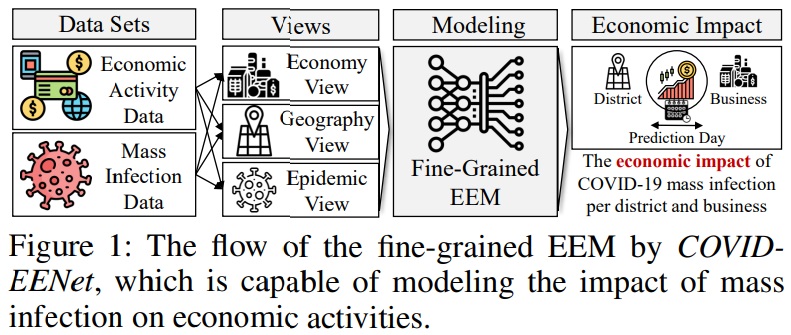 Data Sets
Economic
Activity
Data
Mass
Infection
Data
Views
Economy
View
Geography
View
Epidemic
View
Modeling
Fine-Grained
EEM
Economic Impact
District
Business
Prediction Day
The economic impact of
COVID-19 mass infection
per district and business
Figure 1: The flow of the fine-grained EEM by COVID-
EENet, which is capable of modeling the impact of mass
infection on economic activities.